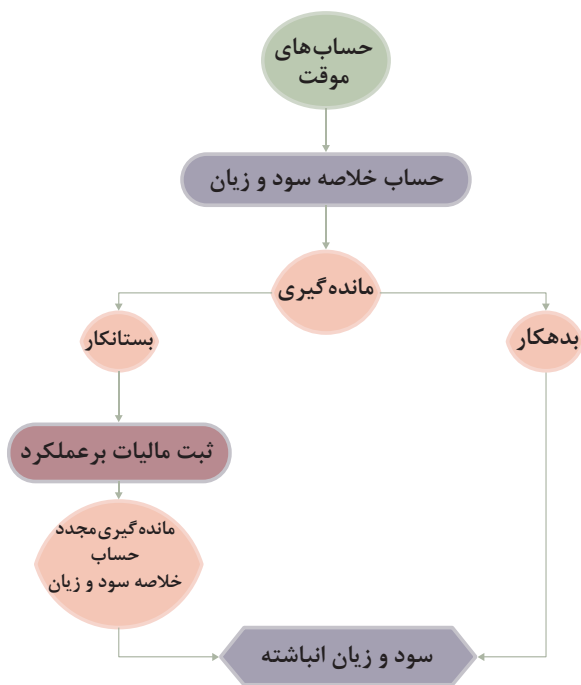 حساب‌های
موقت
حساب خلاصه سود و زیان
مانده‌گیری
بدهکار
بستانکار
ثبت مالیات برعملکرد
مانده‌گیری‌مجدد
حساب
خلاصه سود و زیان
سود و زیان انباشته